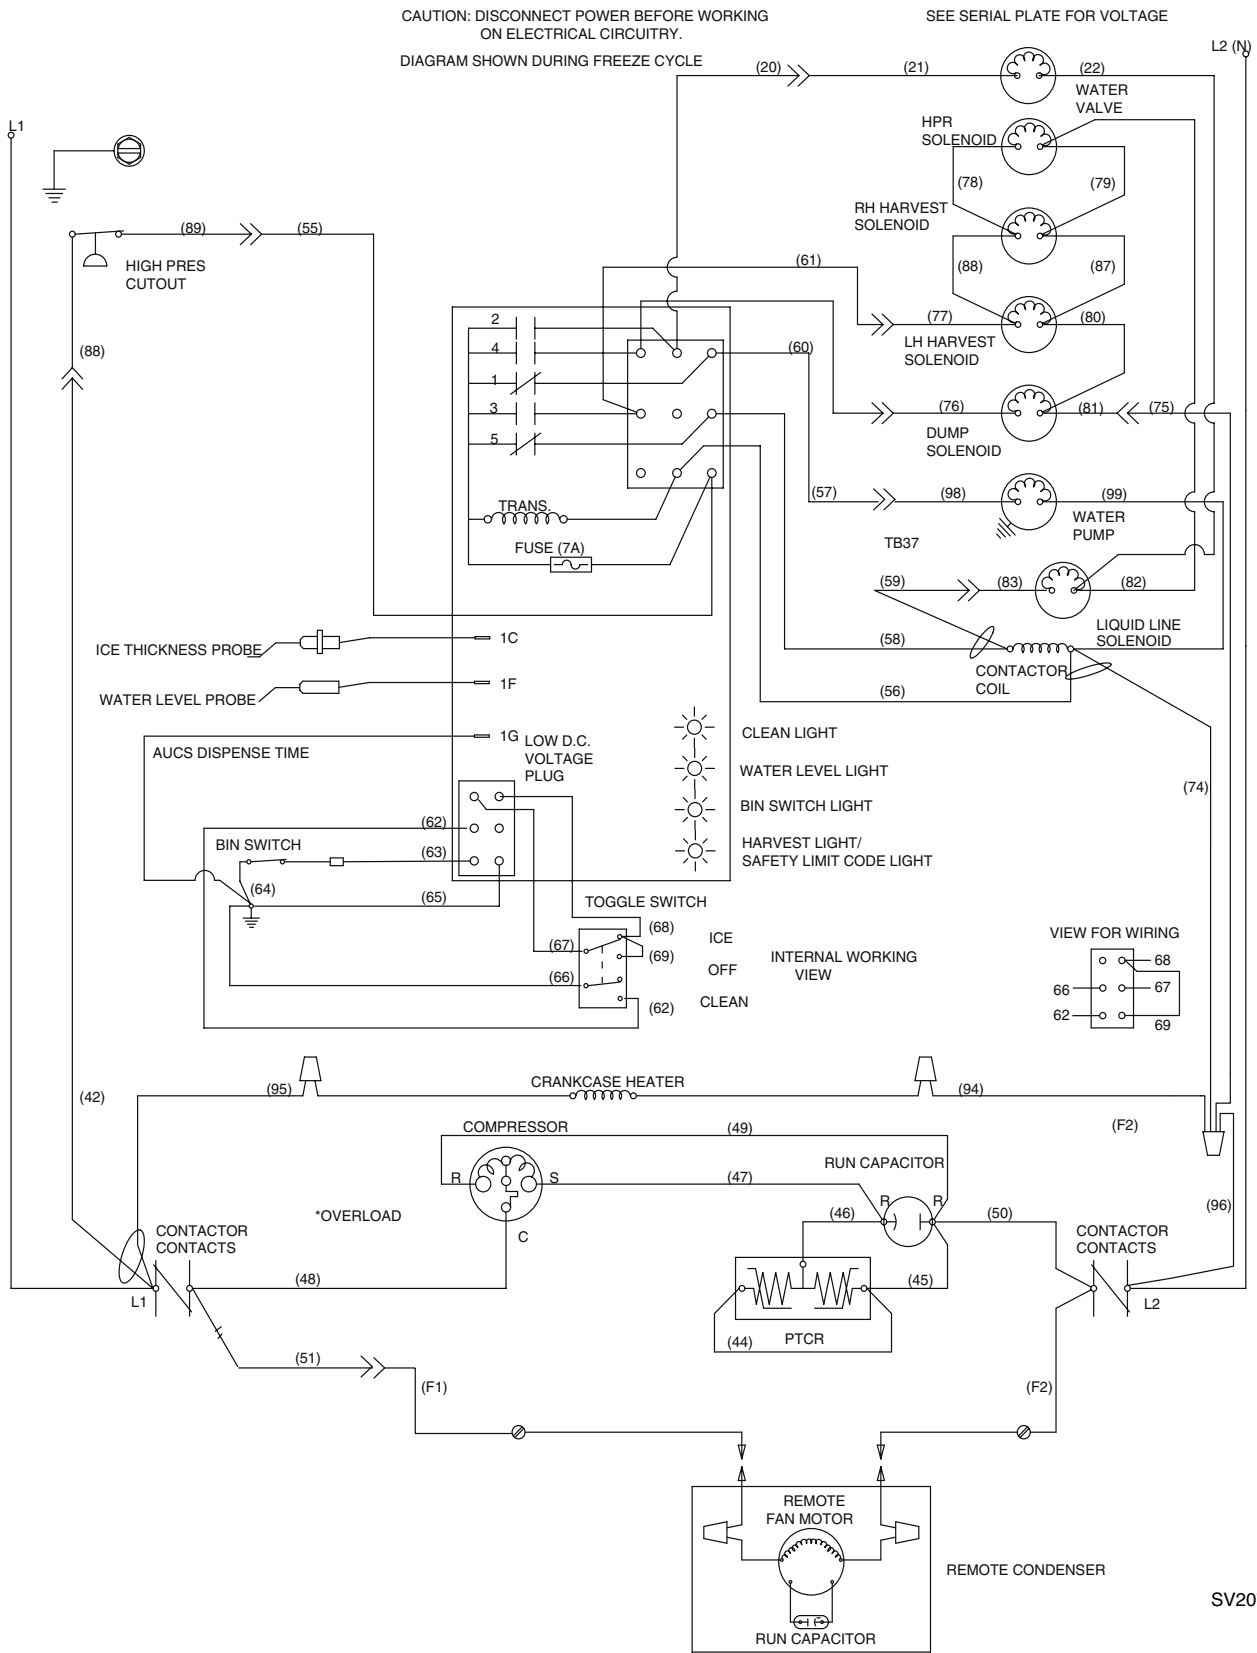 CAUTION: DISCONNECT POWER BEFORE WORKING
ON ELECTRICAL CIRCUITRY.
DIAGRAM SHOWN DURING FREEZE CYCLE
SEE SERIAL PLATE FOR VOLTAGE
L2 (N)
(20)
(21)
(22)
WATER
VALVE
L1
HPR
SOLENOID
(78)
(79)
RH HARVEST
SOLENOID
(89)
(55)
HIGH PRES
CUTOUT
(61)
(88)
(87)
2
(77)
(80)
4
LH HARVEST
SOLENOID
(60)
(88)
1
3
(76)
(81)
(75)
5
DUMP
SOLENOID
(57)
(98)
(99)
TRANS.
WATER
PUMP
FUSE (7A)
TB37
(59)
(83)
(82)
1C
ICE THICKNESS PROBE
(58)
LIQUID LINE
SOLENOID
CONTACTOR
COIL
1F
WATER LEVEL PROBE
(56)
1G
AUCS DISPENSE TIME
LOW D.C.
VOLTAGE
PLUG
CLEAN LIGHT
WATER LEVEL LIGHT
(74)
BIN SWITCH LIGHT
(62)
BIN SWITCH
(63)
HARVEST LIGHT/
SAFETY LIMIT CODE LIGHT
(64)
(65)
TOGGLE SWITCH
(68)
(67)
(69)
(66)
(62)
ICE
OFF
CLEAN
INTERNAL WORKING
VIEW
VIEW FOR WIRING
68
66
67
62
69
CRANKCASE HEATER
(95)
(94)
(42)
COMPRESSOR
(49)
(F2)
RUN CAPACITOR
R
S
(47)
R
R
*OVERLOAD
C
(46)
(50)
(96)
CONTACTOR
CONTACTS
CONTACTOR
CONTACTS
(48)
(45)
L1
L2
(44)
PTCR
(51)
(F1)
(F2)
REMOTE
FAN MOTOR
REMOTE CONDENSER
RUN CAPACITOR
SV20